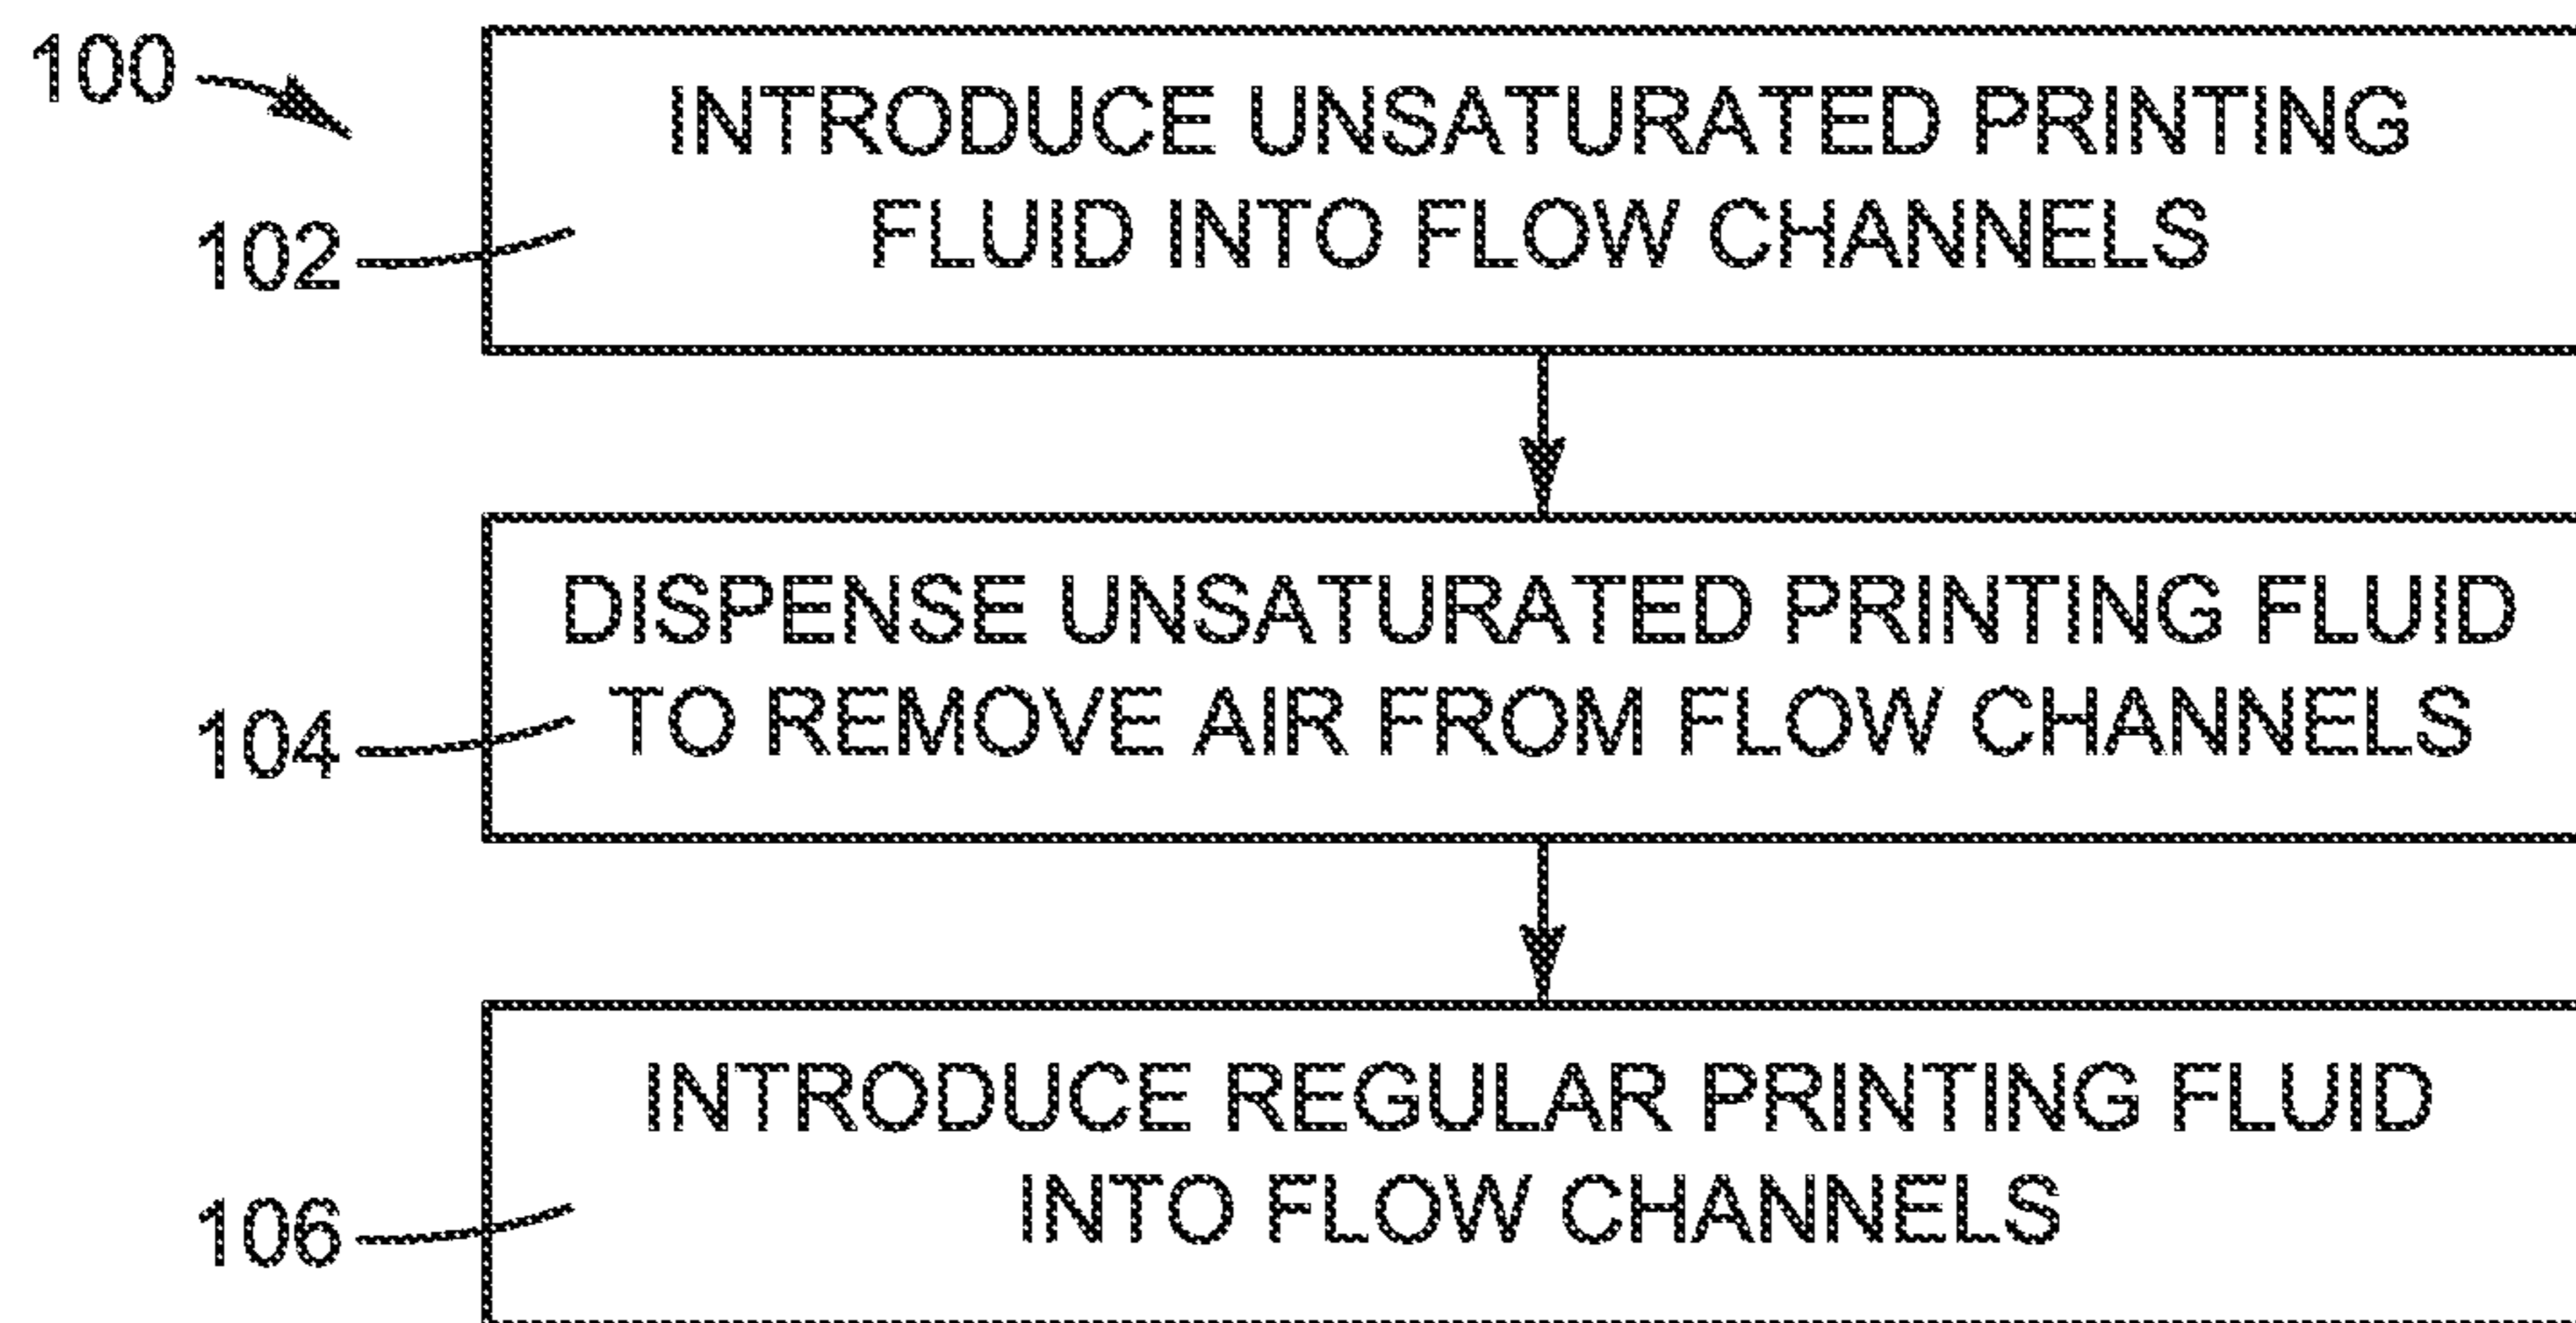 100
INTRODUCE UNSATURATED PRINTING
FLUID INTO FLOW CHANNELS
102
DISPENSE UNSATURATED PRINTING FLUID
TO REMOVE AIR FROM FLOW CHANNELS
104
INTRODUCE REGULAR PRINTING FLUID
INTO FLOW CHANNELS
106